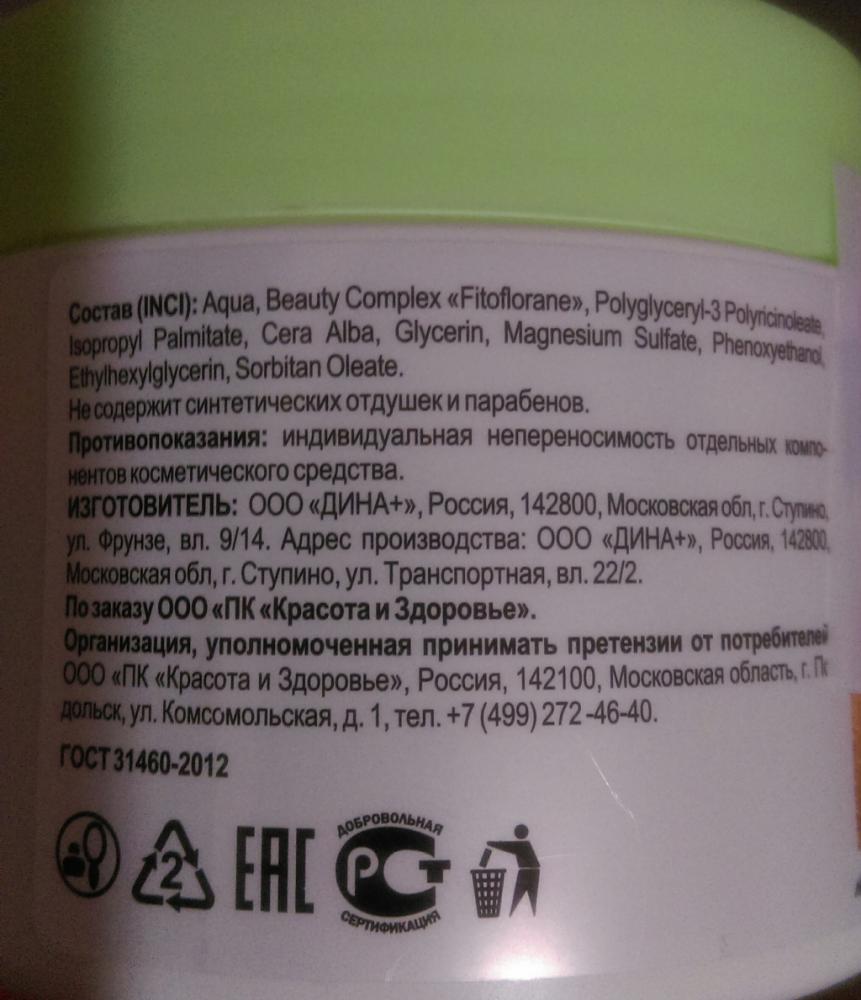 Состав (INCI): Aqua, Beauty Complex «Fitoflorane», Polyglyceryl-3 Polyricinoleate,
Isopropyl Palmitate, Cera Alba, Glycerin, Magnesium Sulfate, Phenoxyethanol,
Ethylhexylglycerin, Sorbitan Oleate.
Не содержит синтетических отдушек и парабенов.
Противопоказания: индивидуальная непереносимость отдельных компо-
нентов косметического средства.
ИЗГОТОВИТЕЛЬ: ООО «ДИНА+», Россия, 142800, Московская обл, г. Ступино,
ул. Фрунзе, вл. 9/14. Адрес производства: ООО «ДИНА+», Россия, 142800,
Московская обл, г. Ступино, ул. Транспортная, вл. 22/2.
По заказу ООО «ПК «Красота и Здоровье».
Организация, уполномоченная принимать претензии от потребителей
ООО «ПК «Красота и Здоровье», Россия, 142100, Московская область, г. По
дольск, ул. Комсомольская, д. 1, тел. +7 (499) 272-46-40.
ГОСТ 31460-2012
2
ЕАС
ДОБРОВОЛЬНАЯ
РСТ
СЕРТИФИКАЦИЯ